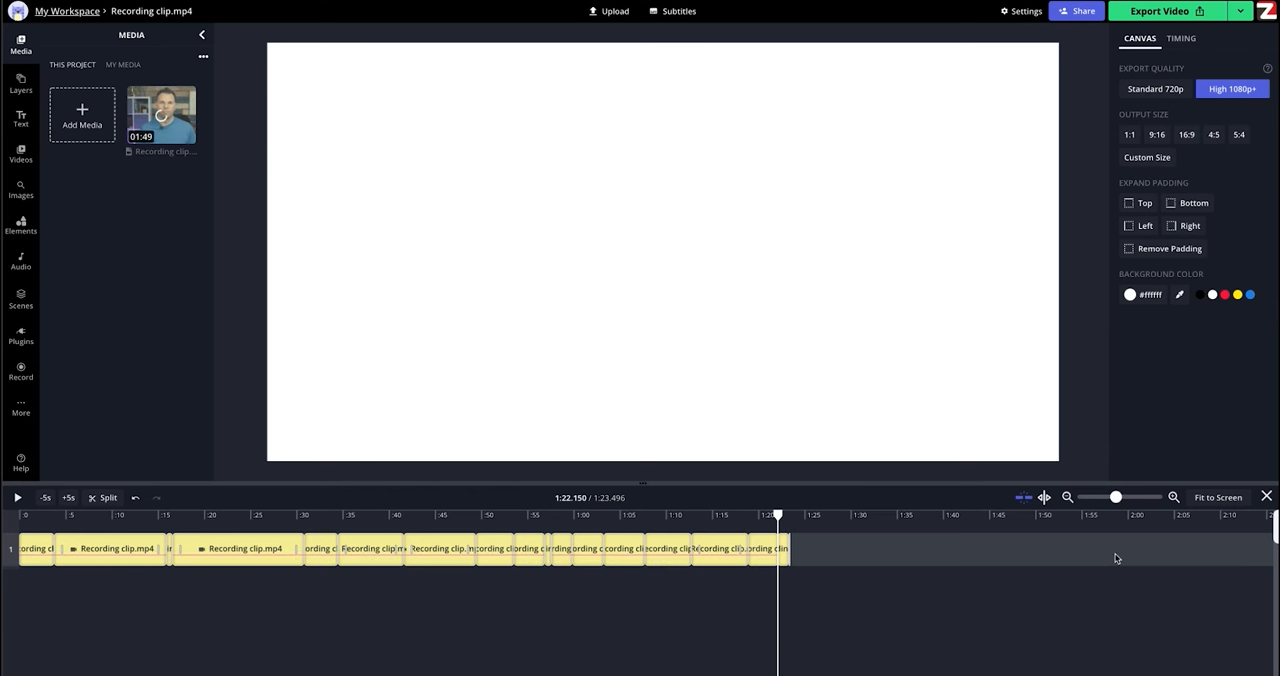 My Workspace › Recording clip.mp4
Upload
Subtitles
Settings
Share
Export Video
Media
Layers
Text
Videos
Images
Elements
Audio
Scenes
Plugins
Record
More
Help
MEDIA
THIS PROJECT MY MEDIA
Add Media
01:49
Recording clip...
CANVAS TIMING
EXPORT QUALITY
Standard 720p High 1080p+
OUTPUT SIZE
1:1 9:16 16:9 4:5 5:4
Custom Size
EXPAND PADDING
Top Bottom
Left Right
Remove Padding
BACKGROUND COLOR
#ffffff
-5s +5s Split 1:22.150 / 1:23.496 Fit to Screen
:0 :5 :10 :15 :20 :25 :30 :35 :40 :45 :50 :55 1:00 1:05 1:10 1:15 1:20 1:25 1:30 1:35 1:40 1:45 1:50 1:55 2:00 2:05 2:10
1 Recording clip.mp4 Recording clip.mp4